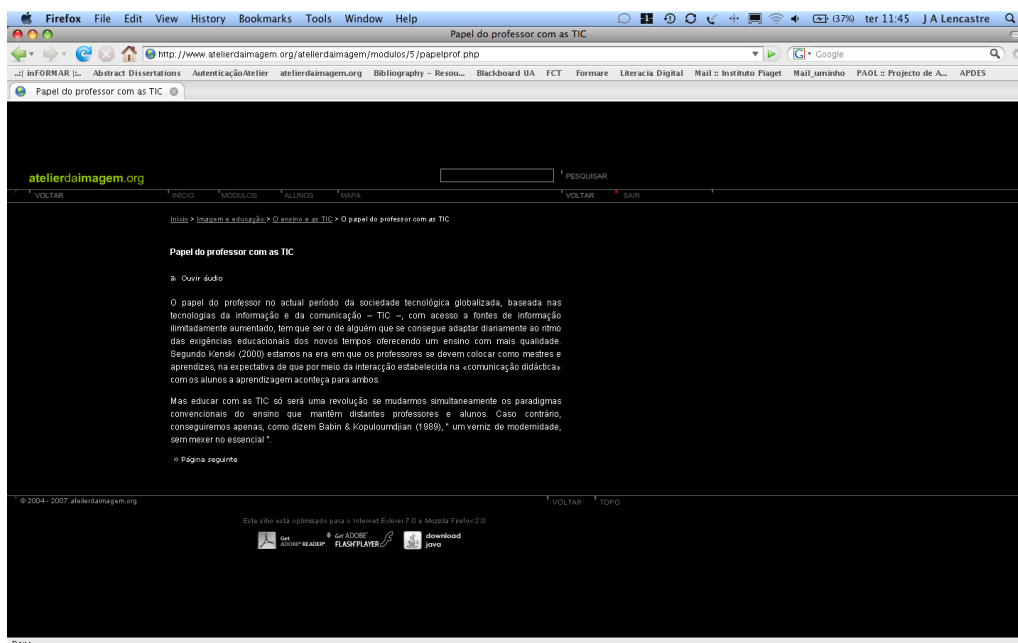 Firefox File Edit View History Bookmarks Tools Window Help (37%) ter 11:45 J A Lencastre
Papel do professor com as TIC
http://www.atelierdaimagem.org/atelierdaimagem/modulos/5/papelprof.php Google
..:| inFORMAR |:... Abstract Dissertations AutenticaçãoAtelier atelierdaimagem.org Bibliography – Resou... Blackboard UA FCT Formare Literacia Digital Mail :: Instituto Piaget Mail_uminho PAOL :: Projecto de A... APDES
Papel do professor com as TIC
atelierdaimagem.org PESQUISAR
VOLTAR INÍCIO MÓDULOS ALUNOS MAPA VOLTAR SAIR
Início > Imagem e educação > O ensino e as TIC > O papel do professor com as TIC
Papel do professor com as TIC
Ouvir áudio
O papel do professor no actual período da sociedade tecnológica globalizada, baseada nas
tecnologias da informação e da comunicação – TIC –, com acesso a fontes de informação
ilimitadamente aumentado, tem que ser o de alguém que se consegue adaptar diariamente ao ritmo
das exigências educacionais dos novos tempos oferecendo um ensino com mais qualidade.
Segundo Kenski (2000) estamos na era em que os professores se devem colocar como mestres e
aprendizes, na expectativa de que por meio da interacção estabelecida na «comunicação didáctica»
com os alunos a aprendizagem aconteça para ambos.
Mas educar com as TIC só será uma revolução se mudarmos simultaneamente os paradigmas
convencionais do ensino que mantêm distantes professores e alunos. Caso contrário,
conseguiremos apenas, como dizem Babin & Kopuloumdjian (1989), " um verniz de modernidade,
sem mexer no essencial ".
» Página seguinte
© 2004 - 2007 atelierdaimagem.org VOLTAR TOPO
Este sítio está optimizado para o Internet Exlorer 7.0 e Mozzila Firefox 2.0
Get ADOBE® READER® Get ADOBE® FLASH® PLAYER download java